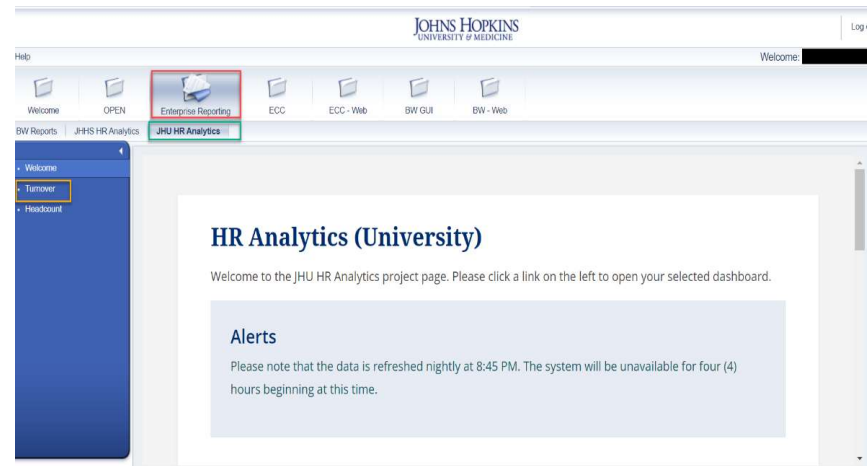 JOHNS HOPKINS
UNIVERSITY & MEDICINE
Log
Help
Welcome:
Welcome OPEN Enterprise Reporting ECC ECC - Web BW GUI BW - Web
BW Reports JHHS HR Analytics JHU HR Analytics
Welcome
Turnover
Headcount
HR Analytics (University)
Welcome to the JHU HR Analytics project page. Please click a link on the left to open your selected dashboard.
Alerts
Please note that the data is refreshed nightly at 8:45 PM. The system will be unavailable for four (4)
hours beginning at this time.